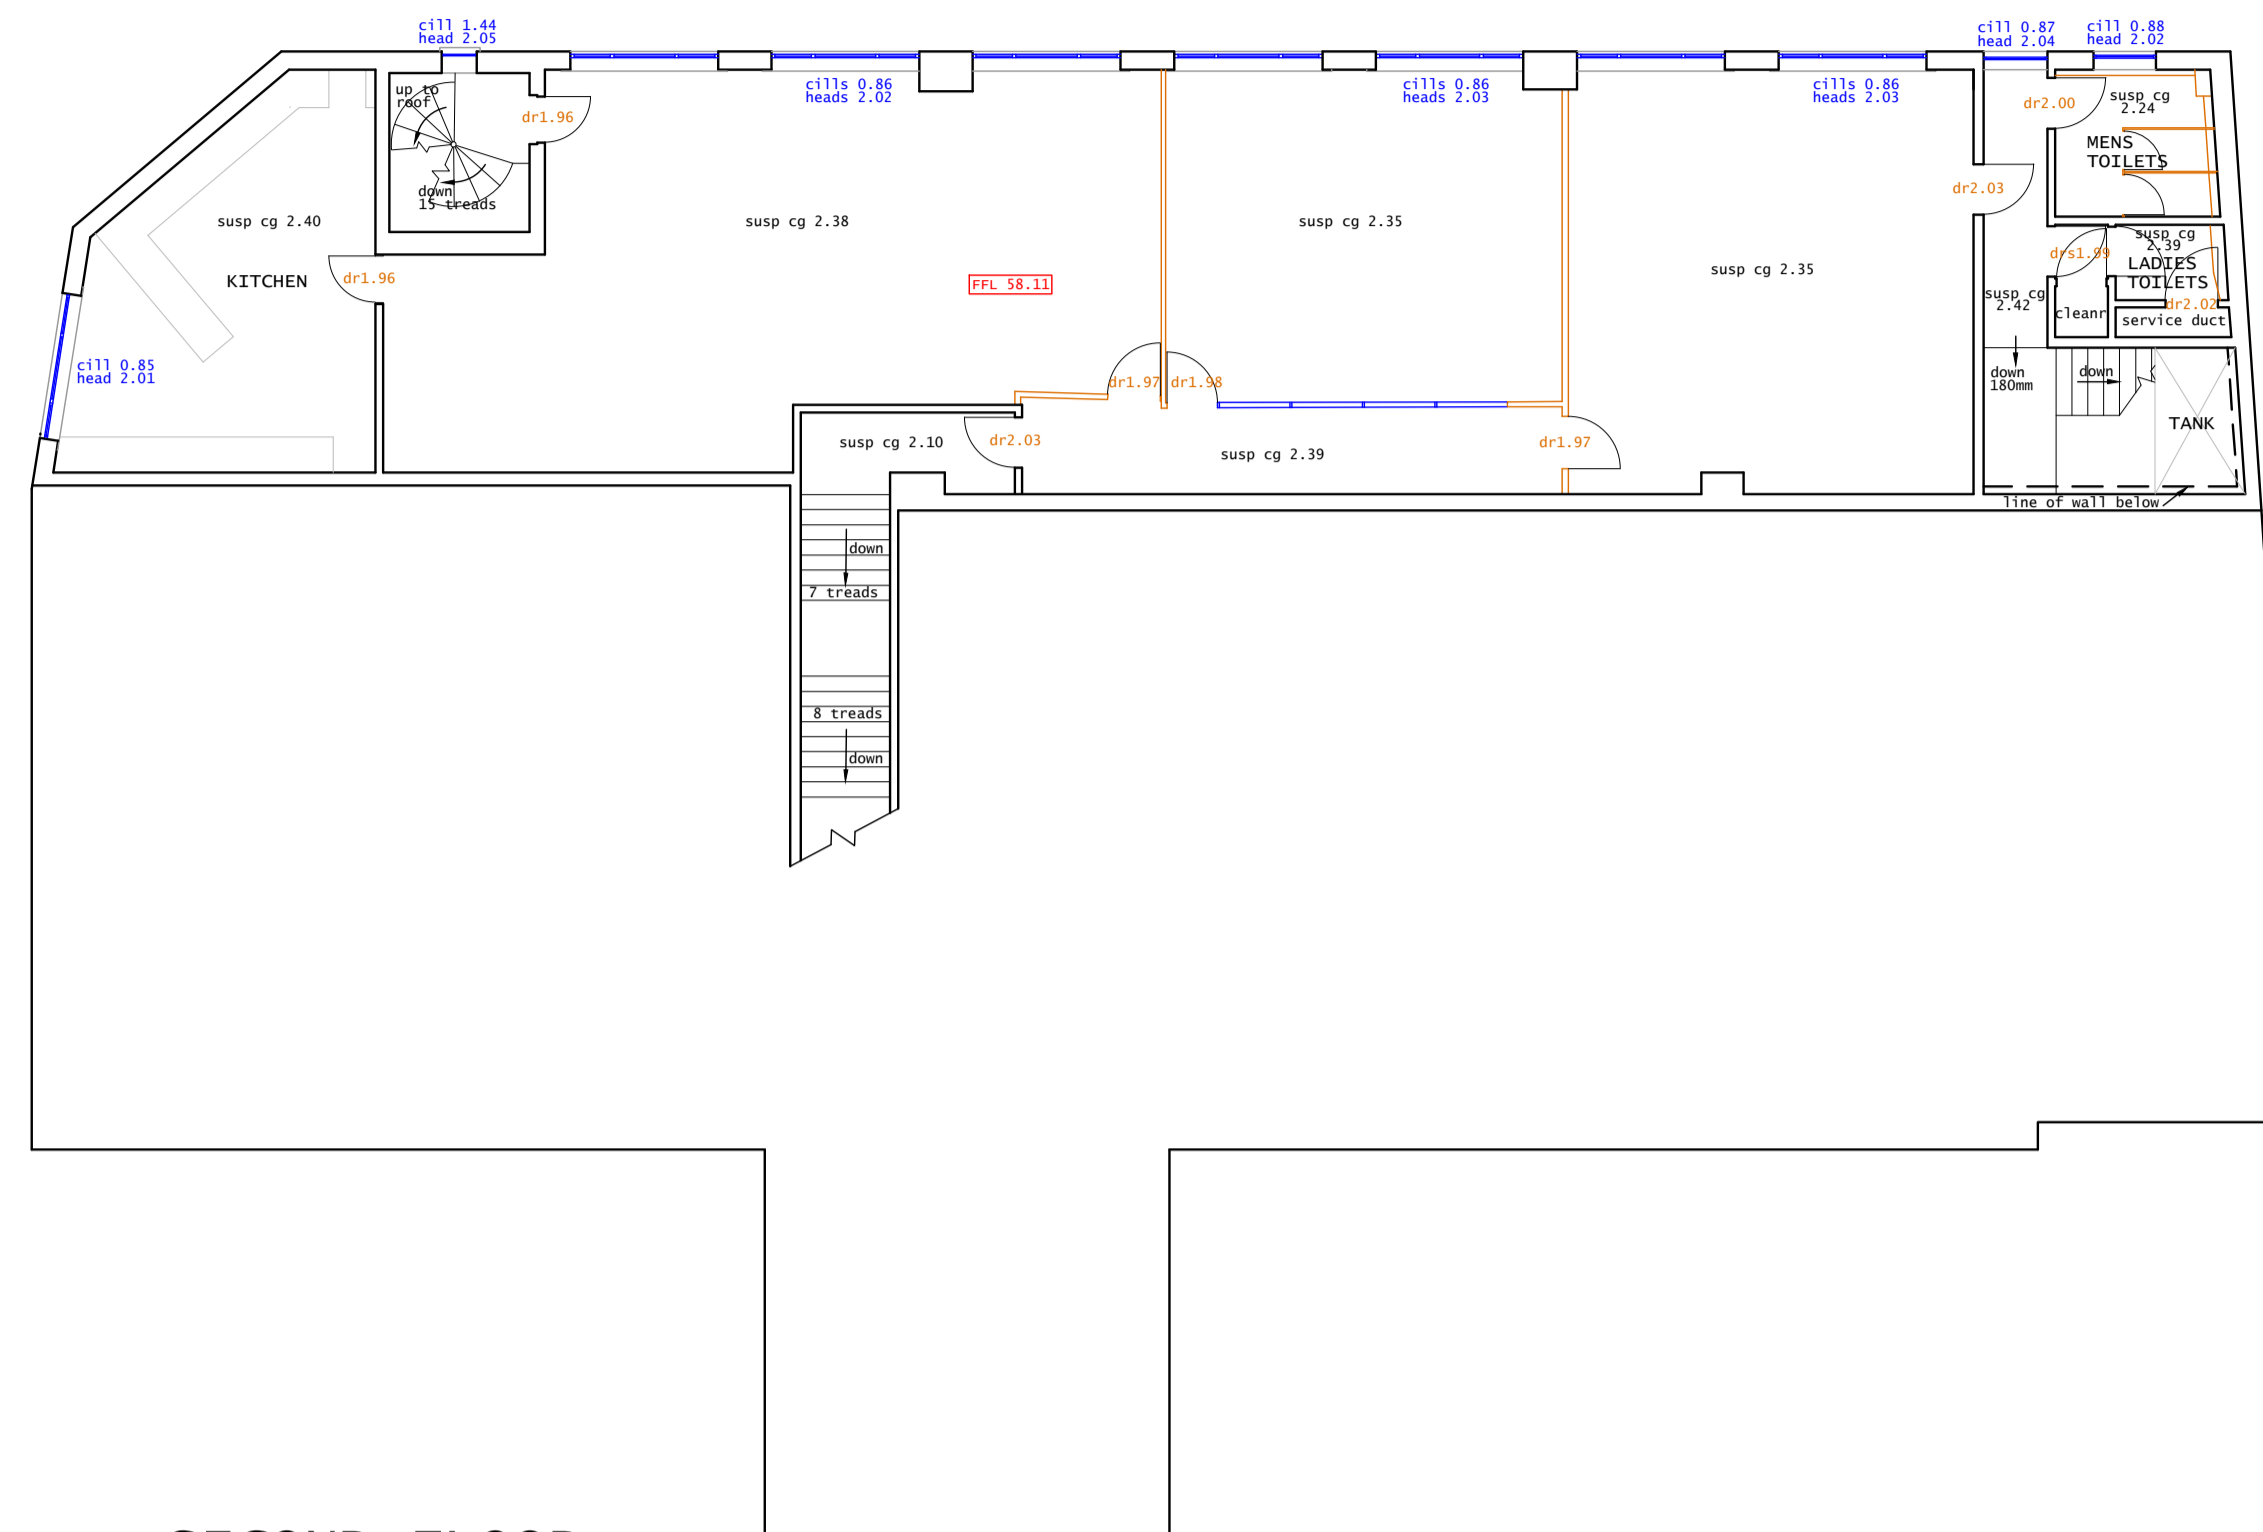 cill 1.44
head 2.05
cill 0.87
head 2.04
cill 0.88
head 2.02
cills 0.86
heads 2.02
cills 0.86
heads 2.03
cills 0.86
heads 2.03
up to
roof
dr1.96
dr2.00
susp cg
2.24
MENS
TOILETS
down
15 treads
dr2.03
susp cg 2.40
susp cg 2.38
susp cg 2.35
susp cg 2.35
KITCHEN
dr1.96
FFL 58.11
drs1.99
susp cg
2.39
LADIES
TOILETS
dr2.02
susp cg
2.42
cleanr
service duct
cill 0.85
head 2.01
dr1.97
dr1.98
down
180mm
down
TANK
susp cg 2.10
dr2.03
susp cg 2.39
dr1.97
line of wall below
down
7 treads
8 treads
down
SECOND FLOOR